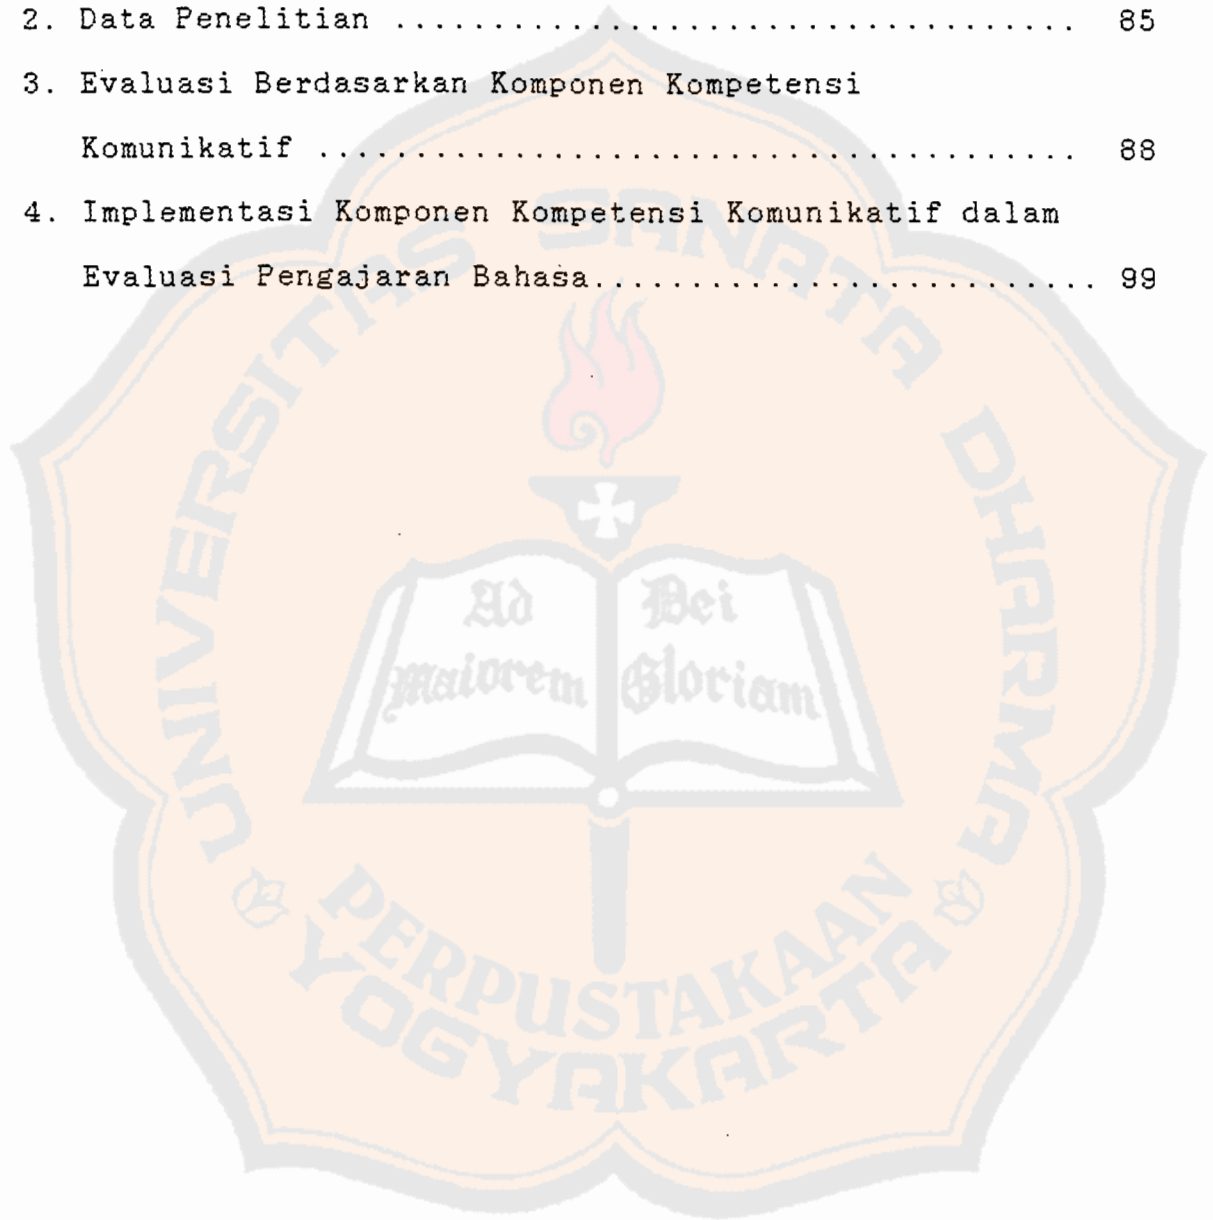 2. Data Penelitian ................................... 85
3. Evaluasi Berdasarkan Komponen Kompetensi
Komunikatif ....................................... 88
4. Implementasi Komponen Kompetensi Komunikatif dalam
Evaluasi Pengajaran Bahasa.......................... 99
UNIVERSITAS SANATA DHARMA
Ad Dei
maiorem Gloriam
PERPUSTAKAAN
YOGYAKARTA